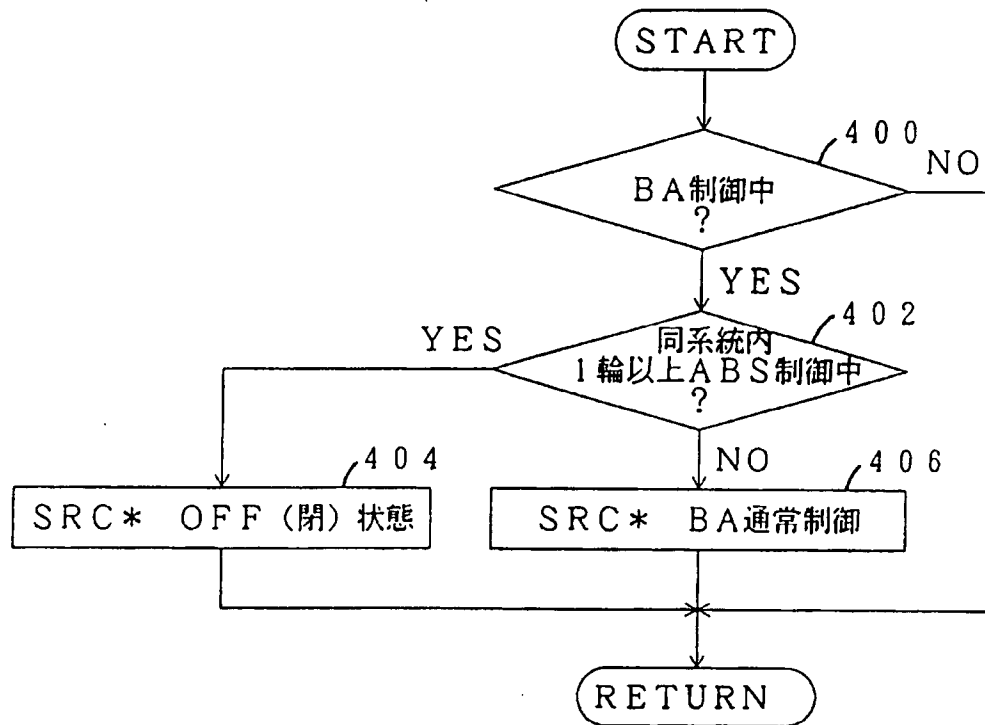 START
400
NO
BA制御中
?
YES
402
YES
同系統内
1輪以上ABS制御中
?
NO
404
406
SRC* OFF(閉)状態
SRC* BA通常制御
RETURN